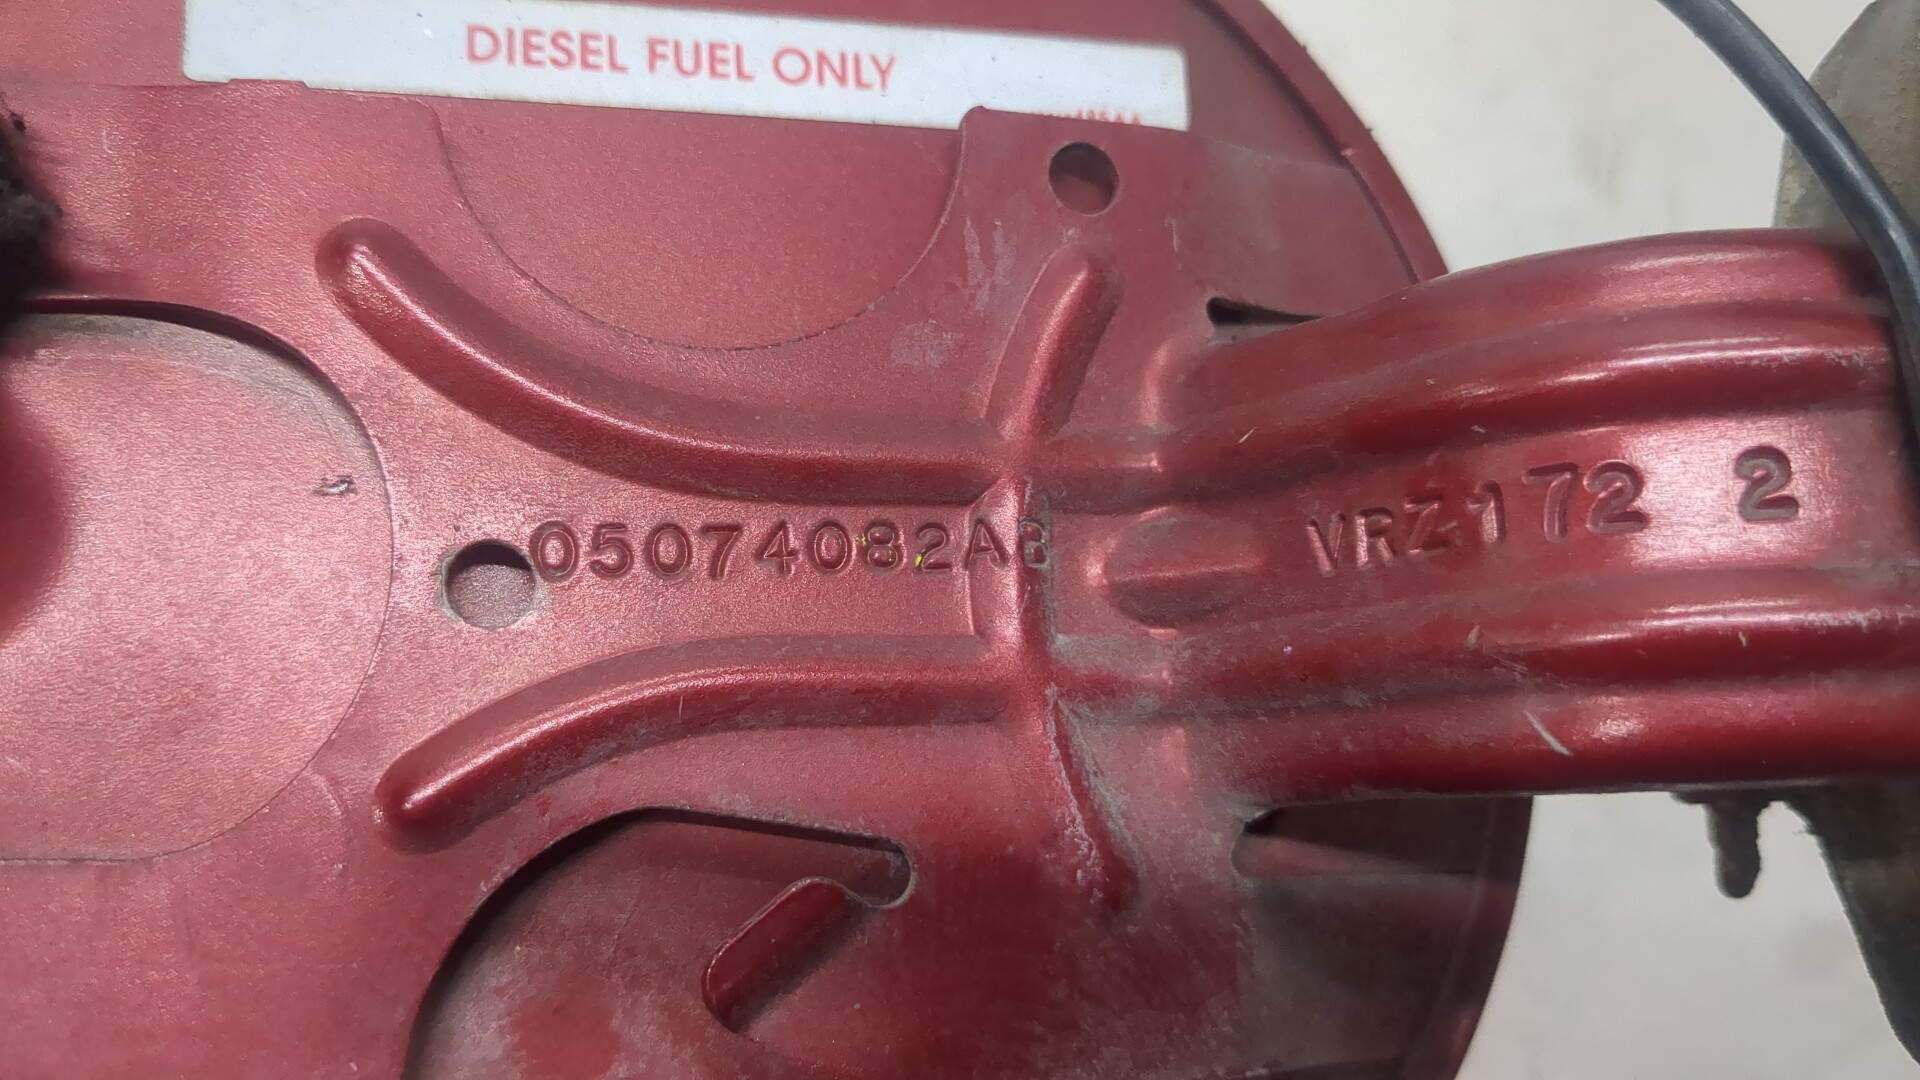 DIESEL FUEL ONLY
05074082AB
VRZ172 2